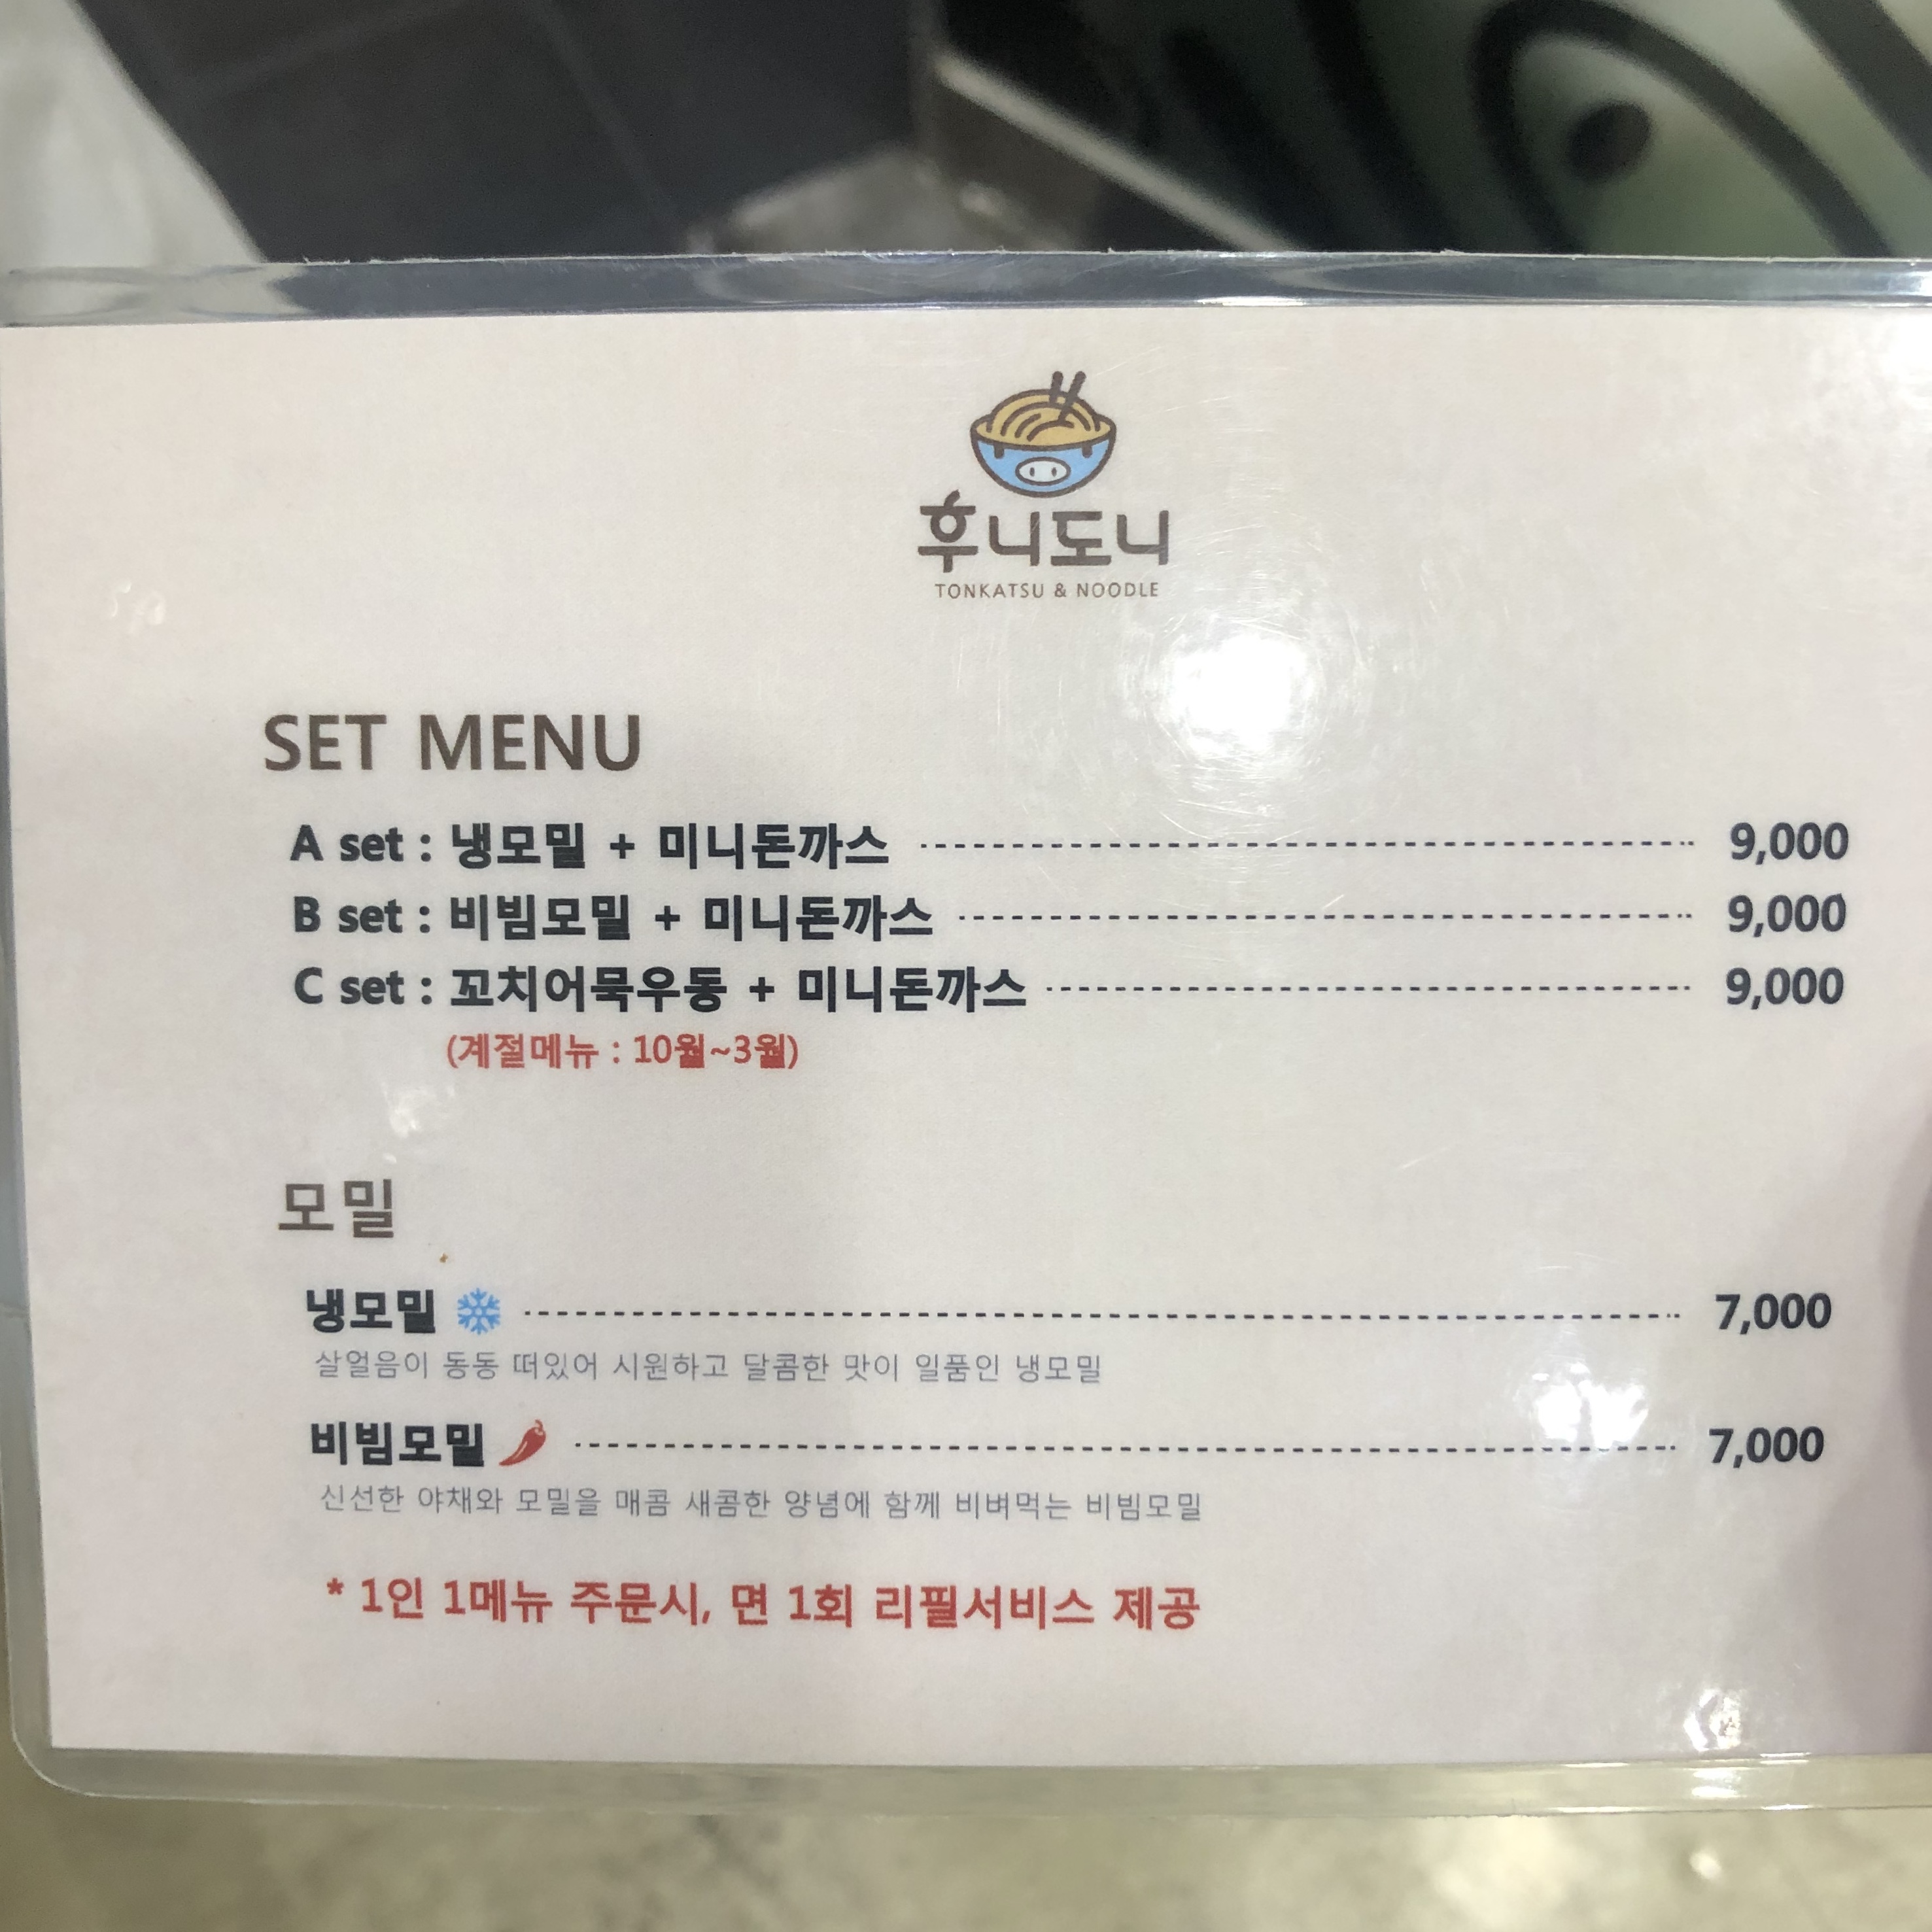 후니도니
TONKATSU & NOODLE
SET MENU
A set : 냉모밀 + 미니돈까스 9,000
B set : 비빔모밀 + 미니돈까스 9,000
C set : 꼬치어묵우동 + 미니돈까스 9,000
(계절메뉴 : 10월~3월)
모밀
냉모밀 7,000
살얼음이 동동 떠있어 시원하고 달콤한 맛이 일품인 냉모밀
비빔모밀 7,000
신선한 야채와 모밀을 매콤 새콤한 양념에 함께 비벼먹는 비빔모밀
* 1인 1메뉴 주문시, 면 1회 리필서비스 제공